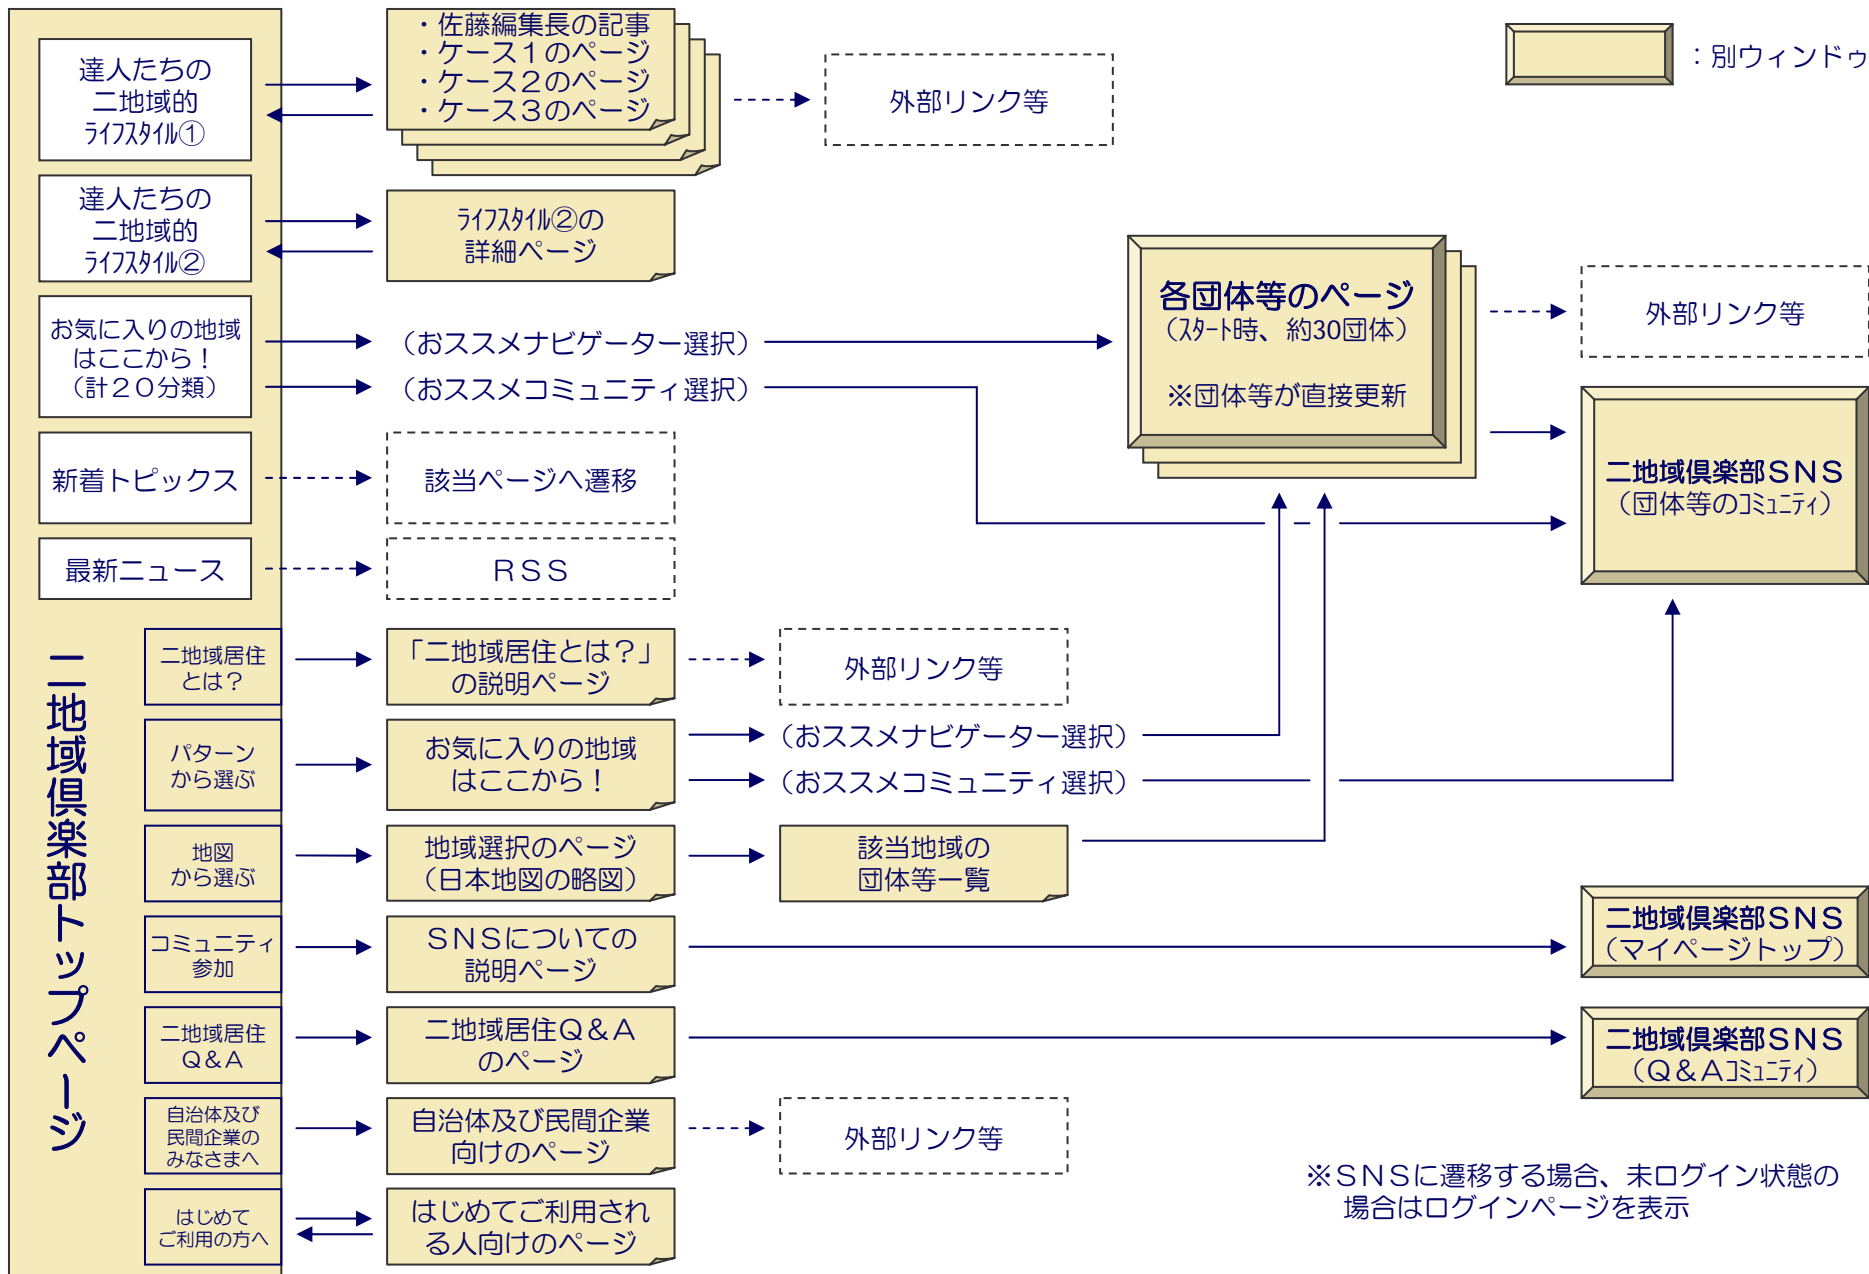 達人たちの
二地域的
ﾗｲﾌｽﾀｲﾙ①
・佐藤編集長の記事
・ケース１のページ
・ケース２のページ
・ケース３のページ
外部リンク等
：別ウィンドゥ
達人たちの
二地域的
ﾗｲﾌｽﾀｲﾙ②
ﾗｲﾌｽﾀｲﾙ②の
詳細ページ
お気に入りの地域
はここから！
（計２０分類）
（おススメナビゲーター選択）
（おススメコミュニティ選択）
各団体等のページ
（ｽﾀｰﾄ時、約30団体）
※団体等が直接更新
外部リンク等
新着トピックス
該当ページへ遷移
二地域倶楽部ＳＮＳ
（団体等のｺﾐｭﾆﾃｨ）
最新ニュース
ＲＳＳ
二地域倶楽部トップページ
二地域居住
とは？
「二地域居住とは？」
の説明ページ
外部リンク等
パターン
から選ぶ
お気に入りの地域
はここから！
（おススメナビゲーター選択）
（おススメコミュニティ選択）
地図
から選ぶ
地域選択のページ
（日本地図の略図）
該当地域の
団体等一覧
コミュニティ
参加
ＳＮＳについての
説明ページ
二地域倶楽部ＳＮＳ
（マイページトップ）
二地域居住
Ｑ＆Ａ
二地域居住Ｑ＆Ａ
のページ
二地域倶楽部ＳＮＳ
（Ｑ＆Ａｺﾐｭﾆﾃｨ）
自治体及び
民間企業の
みなさまへ
自治体及び民間企業
向けのページ
外部リンク等
はじめて
ご利用の方へ
はじめてご利用され
る人向けのページ
※ＳＮＳに遷移する場合、未ログイン状態の
場合はログインページを表示